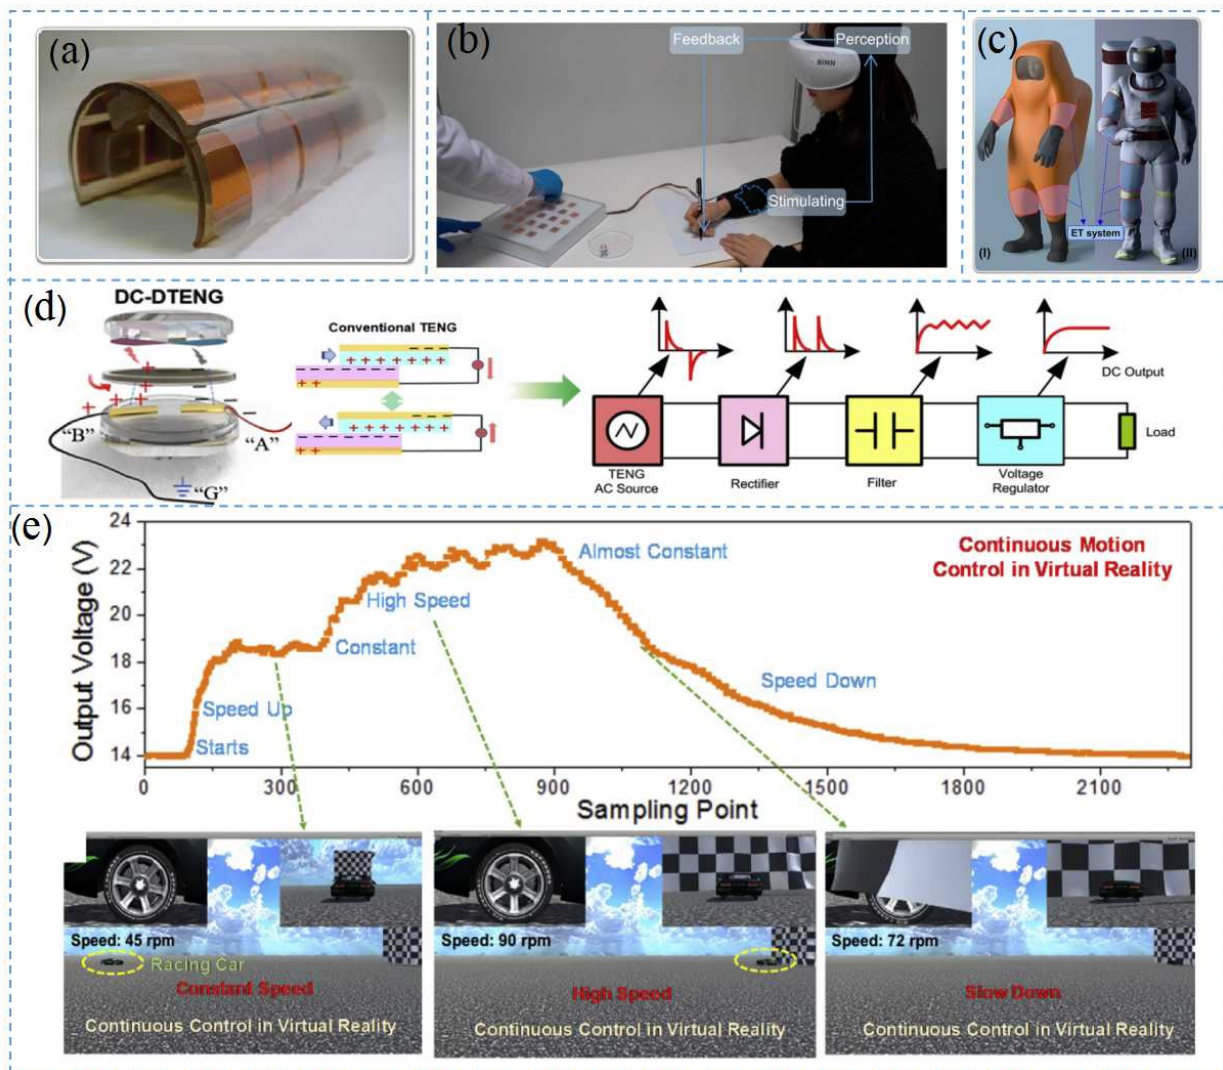 (a)
(b)
Feedback
Perception
BINN
Stimulating
(c)
ET system
(I)
(II)
(d)
DC-DTENG
+
−
"B"
"A"
"G"
Conventional TENG
+ + + + + + +
+ +
+ + + + + + +
+ +
DC Output
Load
TENG
AC Source
Rectifier
Filter
Voltage
Regulator
(e)
Output Voltage (V)
24
22
20
18
16
14
0
300
600
900
1200
1500
1800
2100
Sampling Point
Starts
Speed Up
Constant
High Speed
Almost Constant
Speed Down
Continuous Motion
Control in Virtual Reality
Speed: 45 rpm
Racing Car
Constant Speed
Continuous Control in Virtual Reality
Speed: 90 rpm
High Speed
Continuous Control in Virtual Reality
Speed: 72 rpm
Slow Down
Continuous Control in Virtual Reality